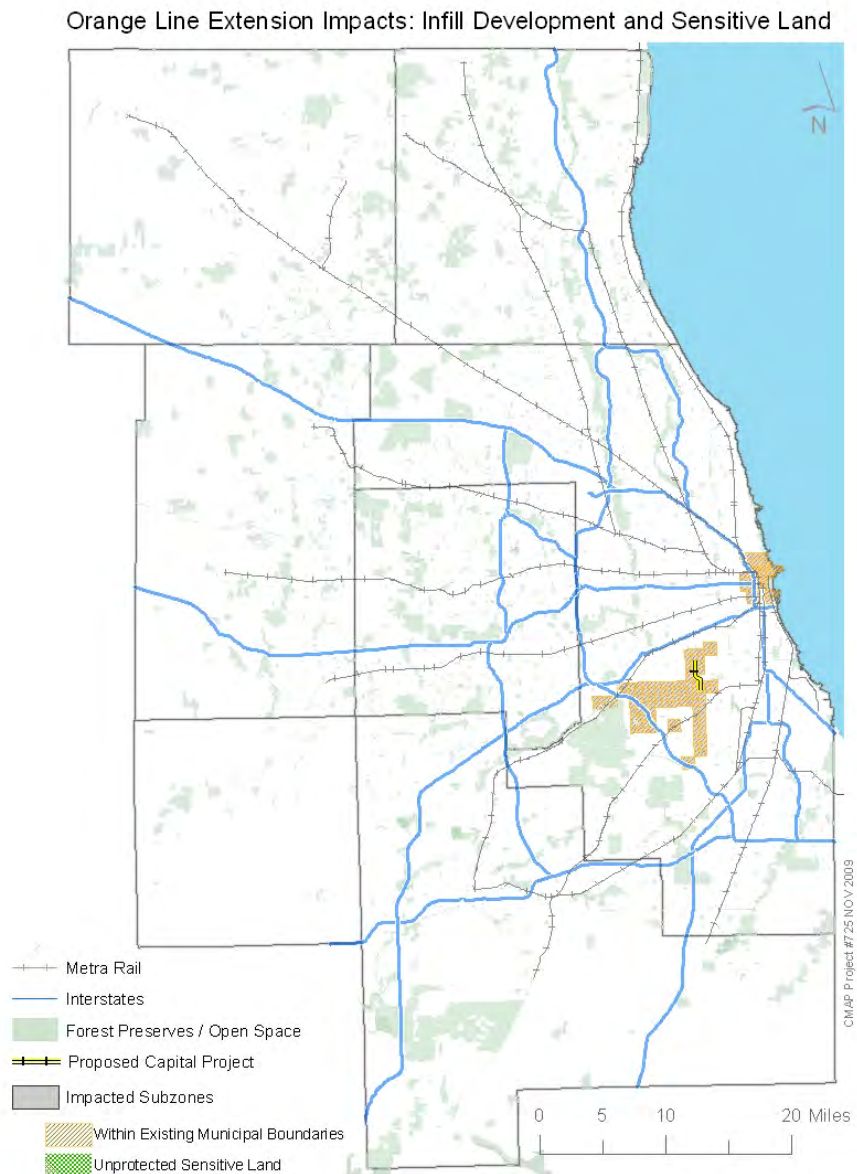 Orange Line Extension Impacts: Infill Development and Sensitive Land
N
Metra Rail
Interstates
Forest Preserves / Open Space
Proposed Capital Project
Impacted Subzones
Within Existing Municipal Boundaries
Unprotected Sensitive Land
0 5 10 20 Miles
CMAP Project #725 NOV 2009